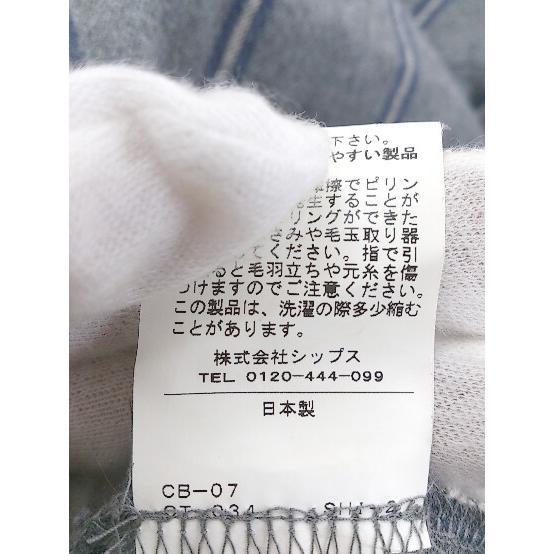 下さい。
やすい製品
擦でピリン
生することが
リングができた
さみや毛玉取り器
てください。指で引
ると毛羽立ちや元糸を傷
つけますのでご注意ください。
この製品は、洗濯の際多少縮む
ことがあります。
株式会社シップス
TEL 0120-444-099
日本製
CB-07
ST-034 SHI-27